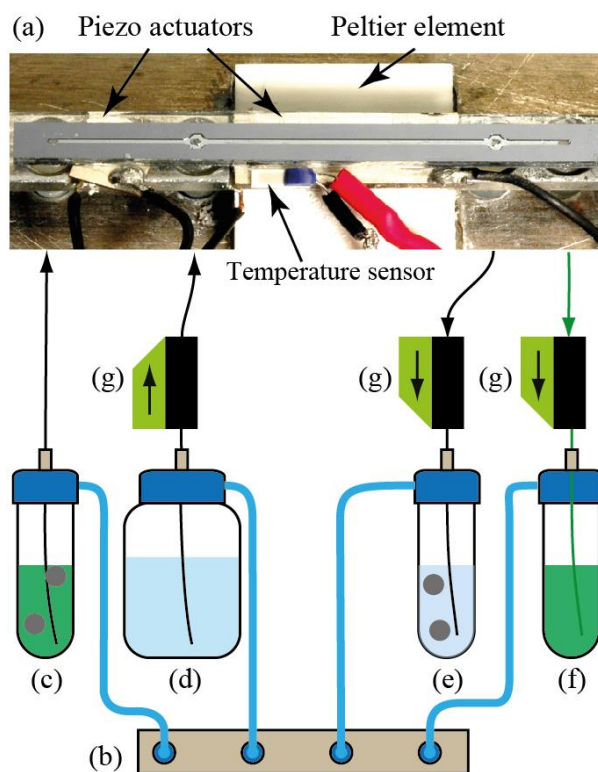 (a) Piezo actuators Peltier element
Temperature sensor
(g) (g) (g)
(c) (d) (e) (f)
(b)